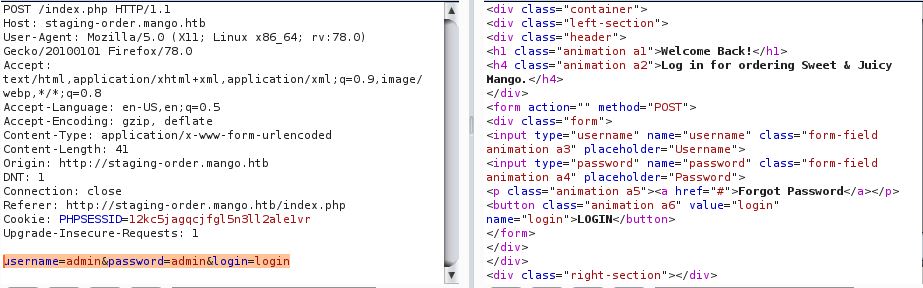 POST /index.php HTTP/1.1
Host: staging-order.mango.htb
User-Agent: Mozilla/5.0 (X11; Linux x86_64; rv:78.0)
Gecko/20100101 Firefox/78.0
Accept:
text/html,application/xhtml+xml,application/xml;q=0.9,image/
webp,*/*;q=0.8
Accept-Language: en-US,en;q=0.5
Accept-Encoding: gzip, deflate
Content-Type: application/x-www-form-urlencoded
Content-Length: 41
Origin: http://staging-order.mango.htb
DNT: 1
Connection: close
Referer: http://staging-order.mango.htb/index.php
Cookie: PHPSESSID=12kc5jagqcjfgl5n3ll2ale1vr
Upgrade-Insecure-Requests: 1
username=admin&password=admin&login=login
<div class="container">
<div class="left-section">
<div class="header">
<h1 class="animation a1">Welcome Back!</h1>
<h4 class="animation a2">Log in for ordering Sweet & Juicy
Mango.</h4>
</div>
<form action="" method="POST">
<div class="form">
<input type="username" name="username" class="form-field
animation a3" placeholder="Username">
<input type="password" name="password" class="form-field
animation a4" placeholder="Password">
<p class="animation a5"><a href="#">Forgot Password</a></p>
<button class="animation a6" value="login"
name="login">LOGIN</button>
</form>
</div>
</div>
<div class="right-section"></div>